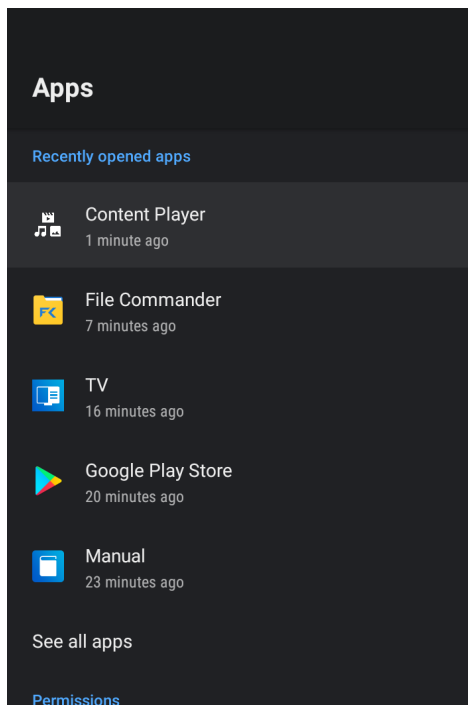 Apps
Recently opened apps
Content Player
1 minute ago
File Commander
7 minutes ago
TV
16 minutes ago
Google Play Store
20 minutes ago
Manual
23 minutes ago
See all apps
Permissions